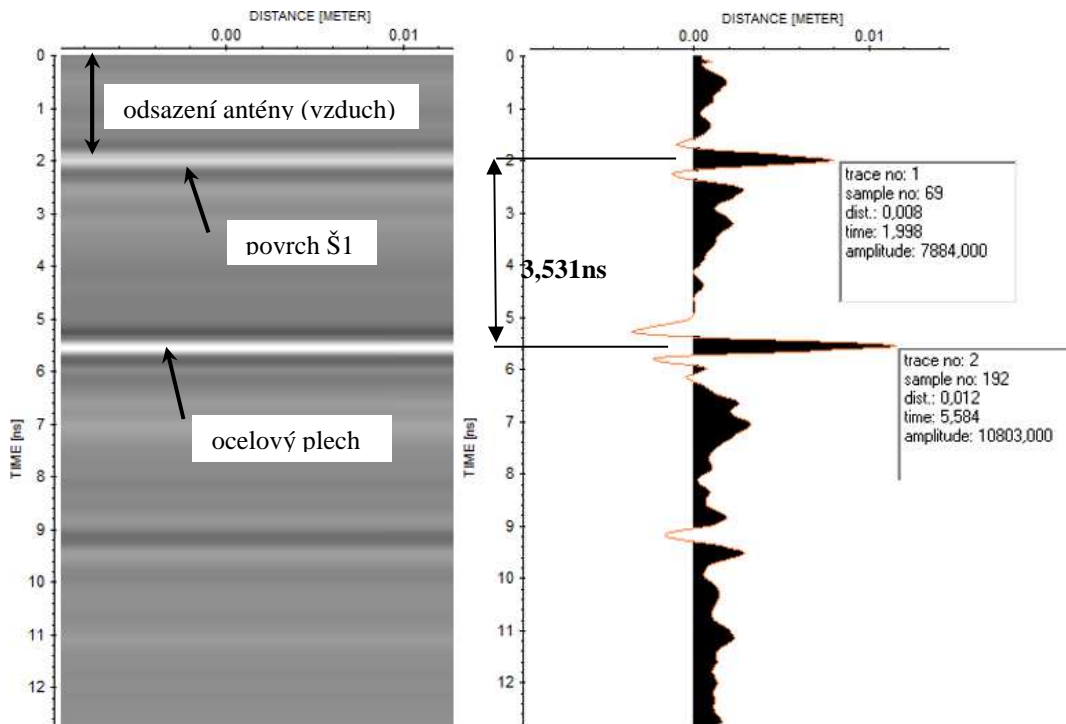 DISTANCE [METER]
0.00 0.01
0
1
2
3
4
5
6
7
8
9
10
11
12
TIME [ns]
odsazení antény (vzduch)
povrch Š1
ocelový plech
DISTANCE [METER]
0.00 0.01
0
1
2
3
4
5
6
7
8
9
10
11
12
TIME [ns]
3,531ns
trace no: 1
sample no: 69
dist.: 0,008
time: 1,998
amplitude: 7884,000
trace no: 2
sample no: 192
dist.: 0,012
time: 5,584
amplitude: 10803,000